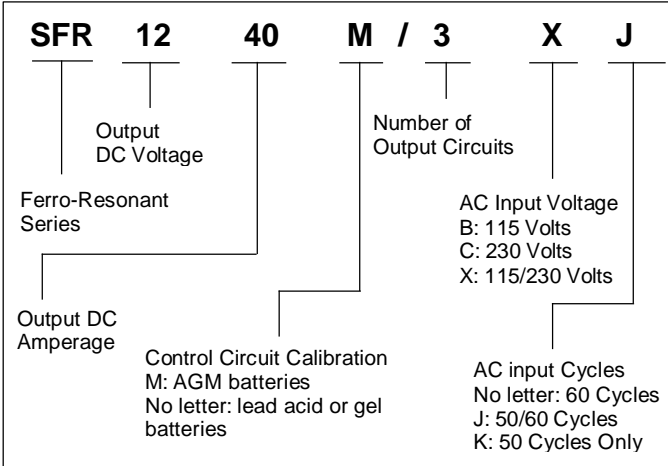 SFR 12 40 M / 3 X J
Output
DC Voltage
Number of
Output Circuits
Ferro-Resonant
Series
AC Input Voltage
B: 115 Volts
C: 230 Volts
X: 115/230 Volts
Output DC
Amperage
Control Circuit Calibration
M: AGM batteries
No letter: lead acid or gel
batteries
AC input Cycles
No letter: 60 Cycles
J: 50/60 Cycles
K: 50 Cycles Only